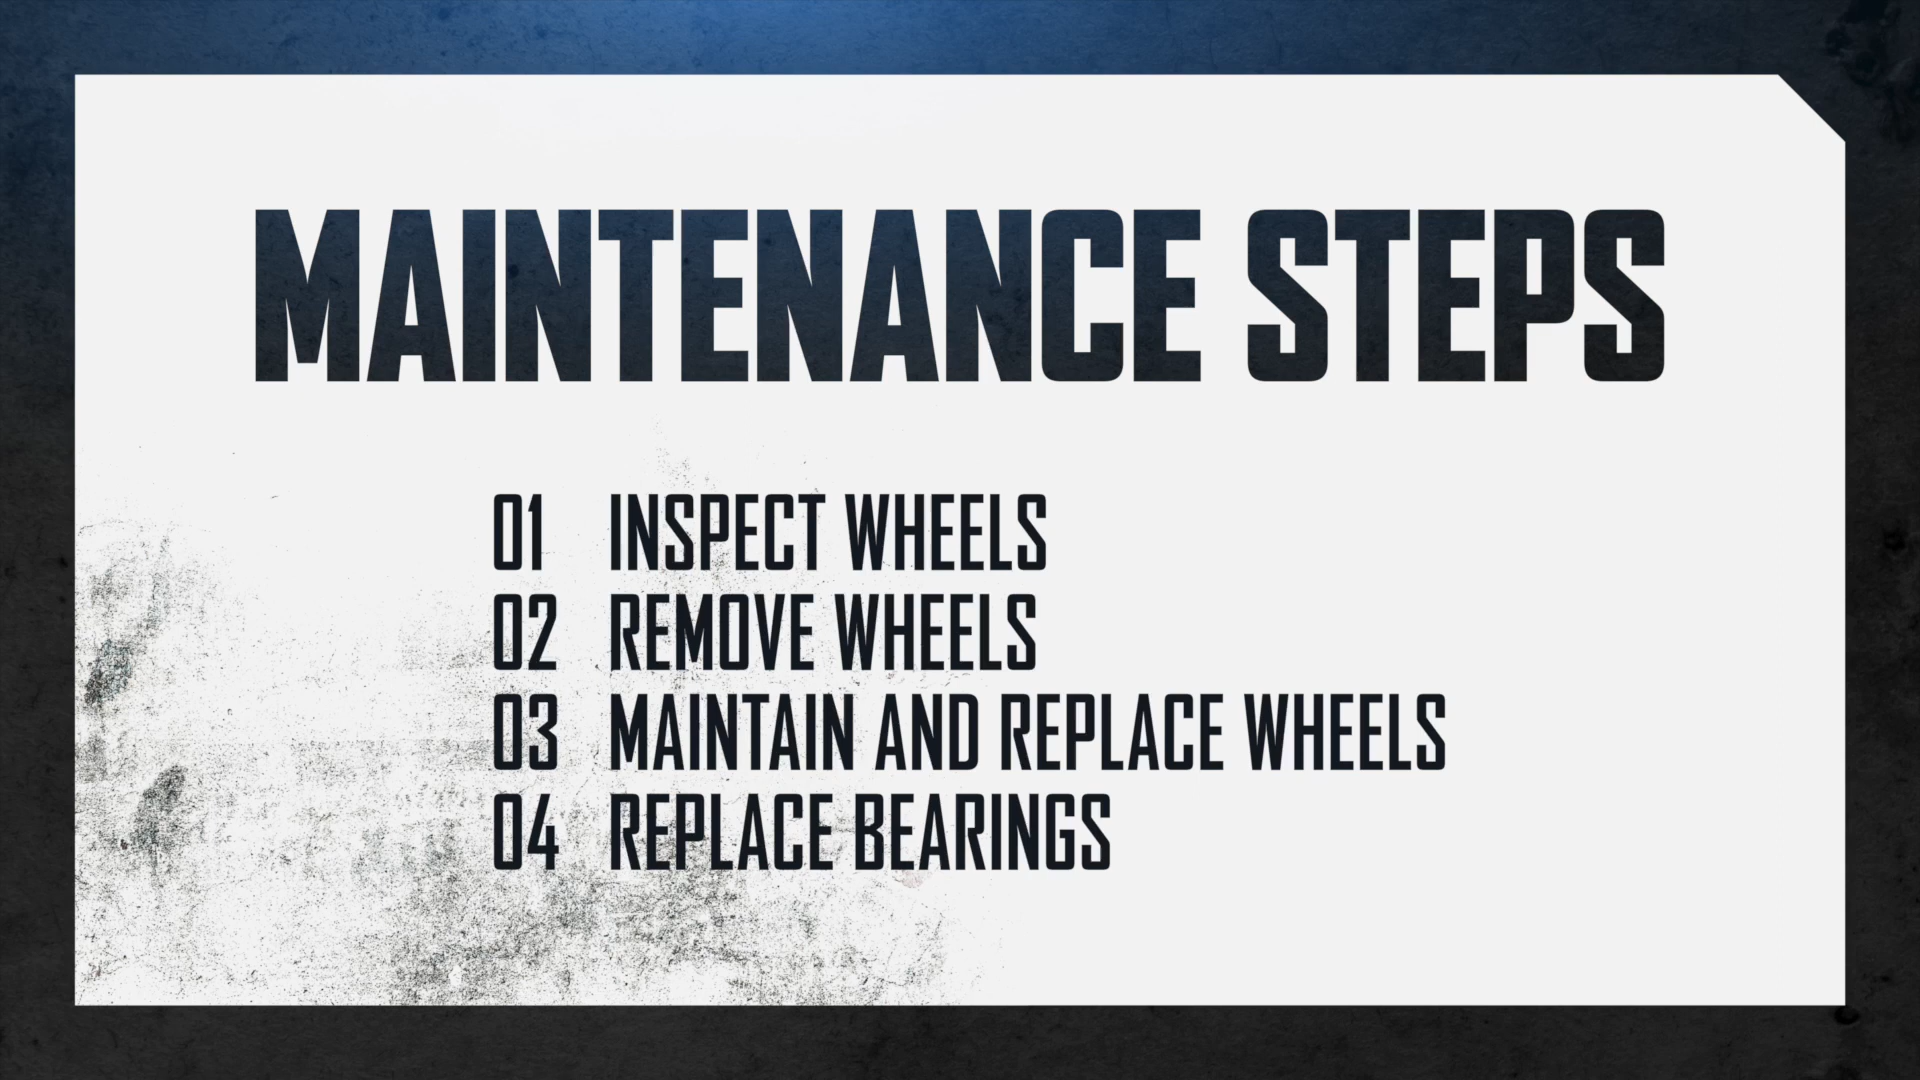 MAINTENANCE STEPS
01 INSPECT WHEELS
02 REMOVE WHEELS
03 MAINTAIN AND REPLACE WHEELS
04 REPLACE BEARINGS